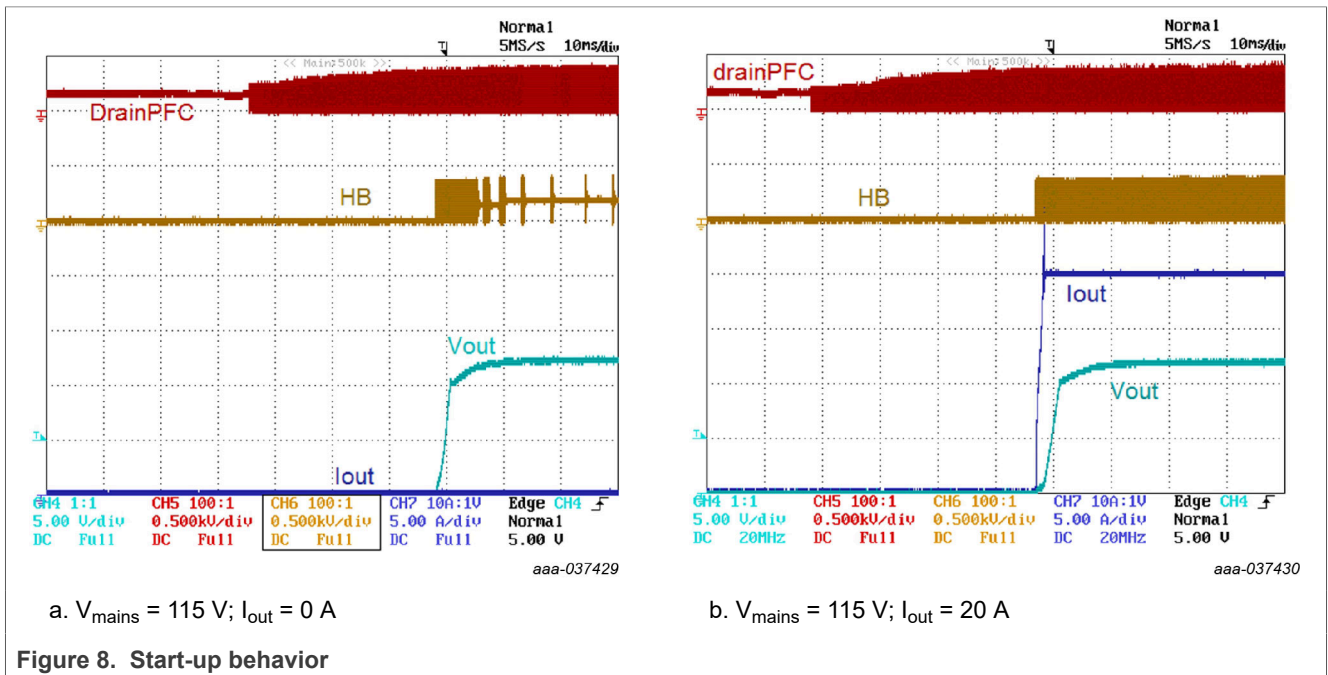 Normal
5MS/s 10ms/div
<< Main:500k >>
DrainPFC
HB
Vout
Iout
CH4 1:1 CH5 100:1 CH6 100:1 CH7 10A:1V Edge CH4
5.00 V/div 0.500kV/div 0.500kV/div 5.00 A/div Normal
DC Full DC Full DC Full DC Full 5.00 V
aaa-037429
a. Vmains = 115 V; Iout = 0 A
Normal
5MS/s 10ms/div
<< Main:500k >>
drainPFC
HB
Iout
Vout
CH4 1:1 CH5 100:1 CH6 100:1 CH7 10A:1V Edge CH4
5.00 V/div 0.500kV/div 0.500kV/div 5.00 A/div Normal
DC 20MHz DC Full DC Full DC 20MHz 5.00 V
aaa-037430
b. Vmains = 115 V; Iout = 20 A
Figure 8. Start-up behavior